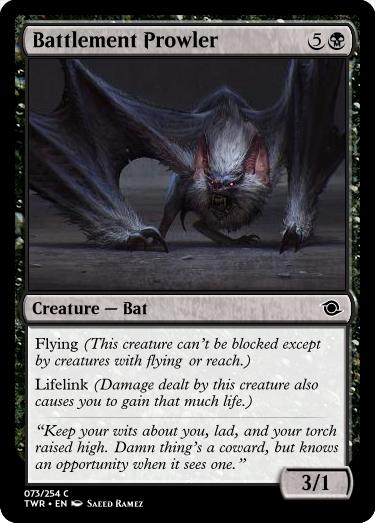 Battlement Prowler 5
Creature — Bat
Flying (This creature can't be blocked except
by creatures with flying or reach.)
Lifelink (Damage dealt by this creature also
causes you to gain that much life.)
“Keep your wits about you, lad, and your torch
raised high. Damn thing's a coward, but knows
an opportunity when it sees one.”
3/1
073/254 C
TWR • EN Saeed Ramez